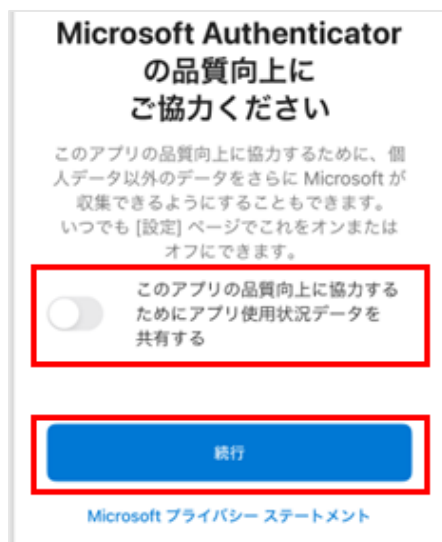 Microsoft Authenticator
の品質向上に
ご協力ください
このアプリの品質向上に協力するために、個
人データ以外のデータをさらに Microsoft が
収集できるようにすることもできます。
いつでも [設定] ページでこれをオンまたは
オフにできます。
このアプリの品質向上に協力する
ためにアプリ使用状況データを
共有する
続行
Microsoft プライバシー ステートメント